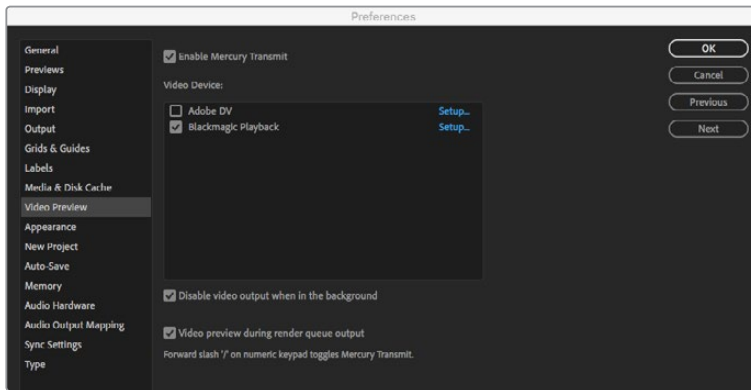 Preferences
General
Previews
Display
Import
Output
Grids & Guides
Labels
Media & Disk Cache
Video Preview
Appearance
New Project
Auto-Save
Memory
Audio Hardware
Audio Output Mapping
Sync Settings
Type
Enable Mercury Transmit
Video Device:
Adobe DV Setup...
Blackmagic Playback Setup...
Disable video output when in the background
Video preview during render queue output
Forward slash '/' on numeric keypad toggles Mercury Transmit.
OK
Cancel
Previous
Next